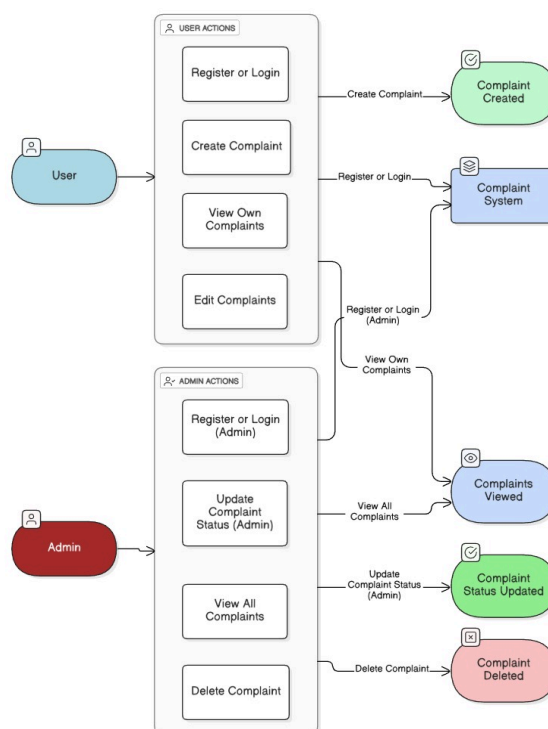 USER ACTIONS
Register or Login
Create Complaint
View Own
Complaints
Edit Complaints
User
Create Complaint
Complaint
Created
Register or Login
Complaint
System
Register or Login
(Admin)
View Own
Complaints
ADMIN ACTIONS
Register or Login
(Admin)
Update
Complaint
Status (Admin)
View All
Complaints
Delete Complaint
Admin
View All
Complaints
Complaints
Viewed
Update
Complaint Status
(Admin)
Complaint
Status Updated
Delete Complaint
Complaint
Deleted